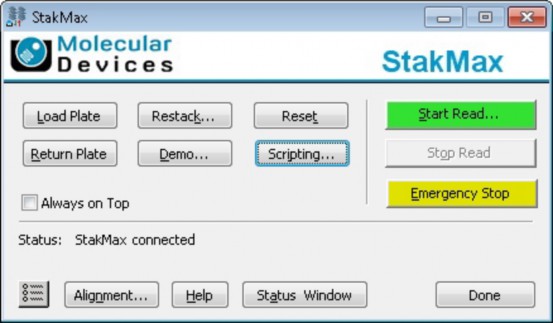 StakMax
Molecular
Devices
StakMax
Load Plate Restack... Reset Start Read...
Return Plate Demo... Scripting... Stop Read
Always on Top Emergency Stop
Status: StakMax connected
Alignment... Help Status Window Done